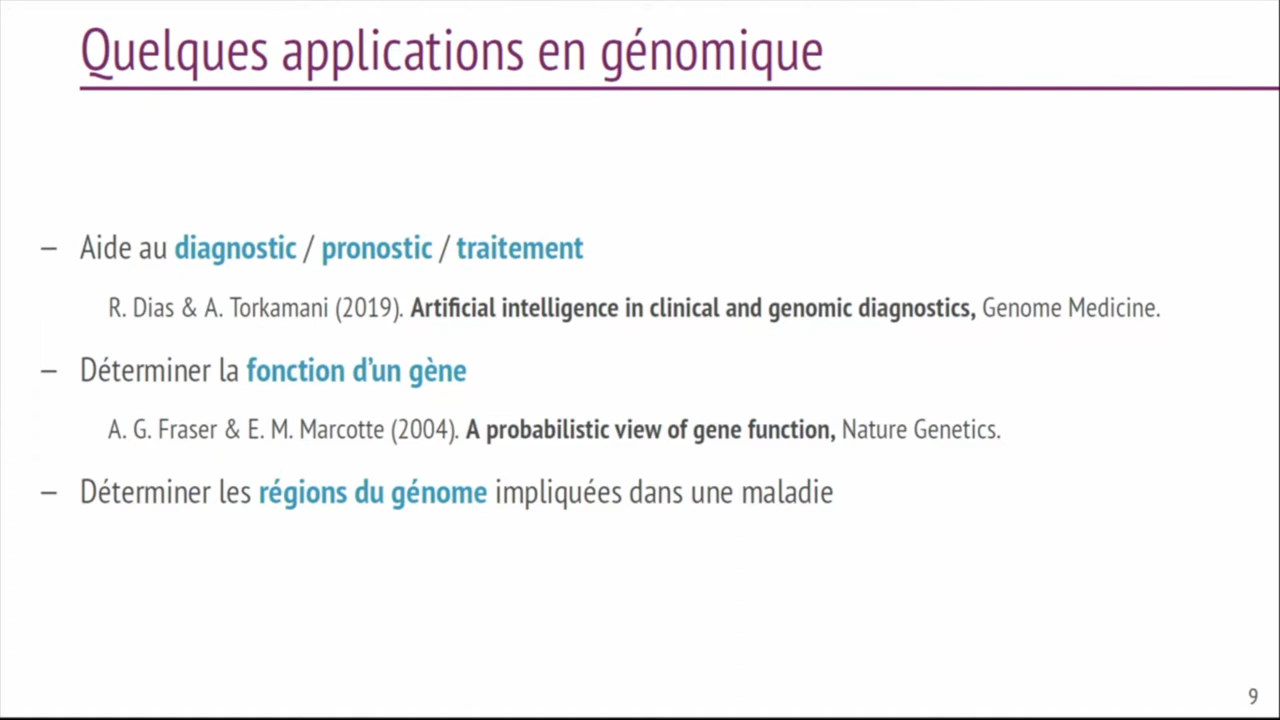 Quelques applications en génomique
– Aide au diagnostic / pronostic / traitement
R. Dias & A. Torkamani (2019). Artificial intelligence in clinical and genomic diagnostics, Genome Medicine.
– Déterminer la fonction d’un gène
A. G. Fraser & E. M. Marcotte (2004). A probabilistic view of gene function, Nature Genetics.
– Déterminer les régions du génome impliquées dans une maladie
9